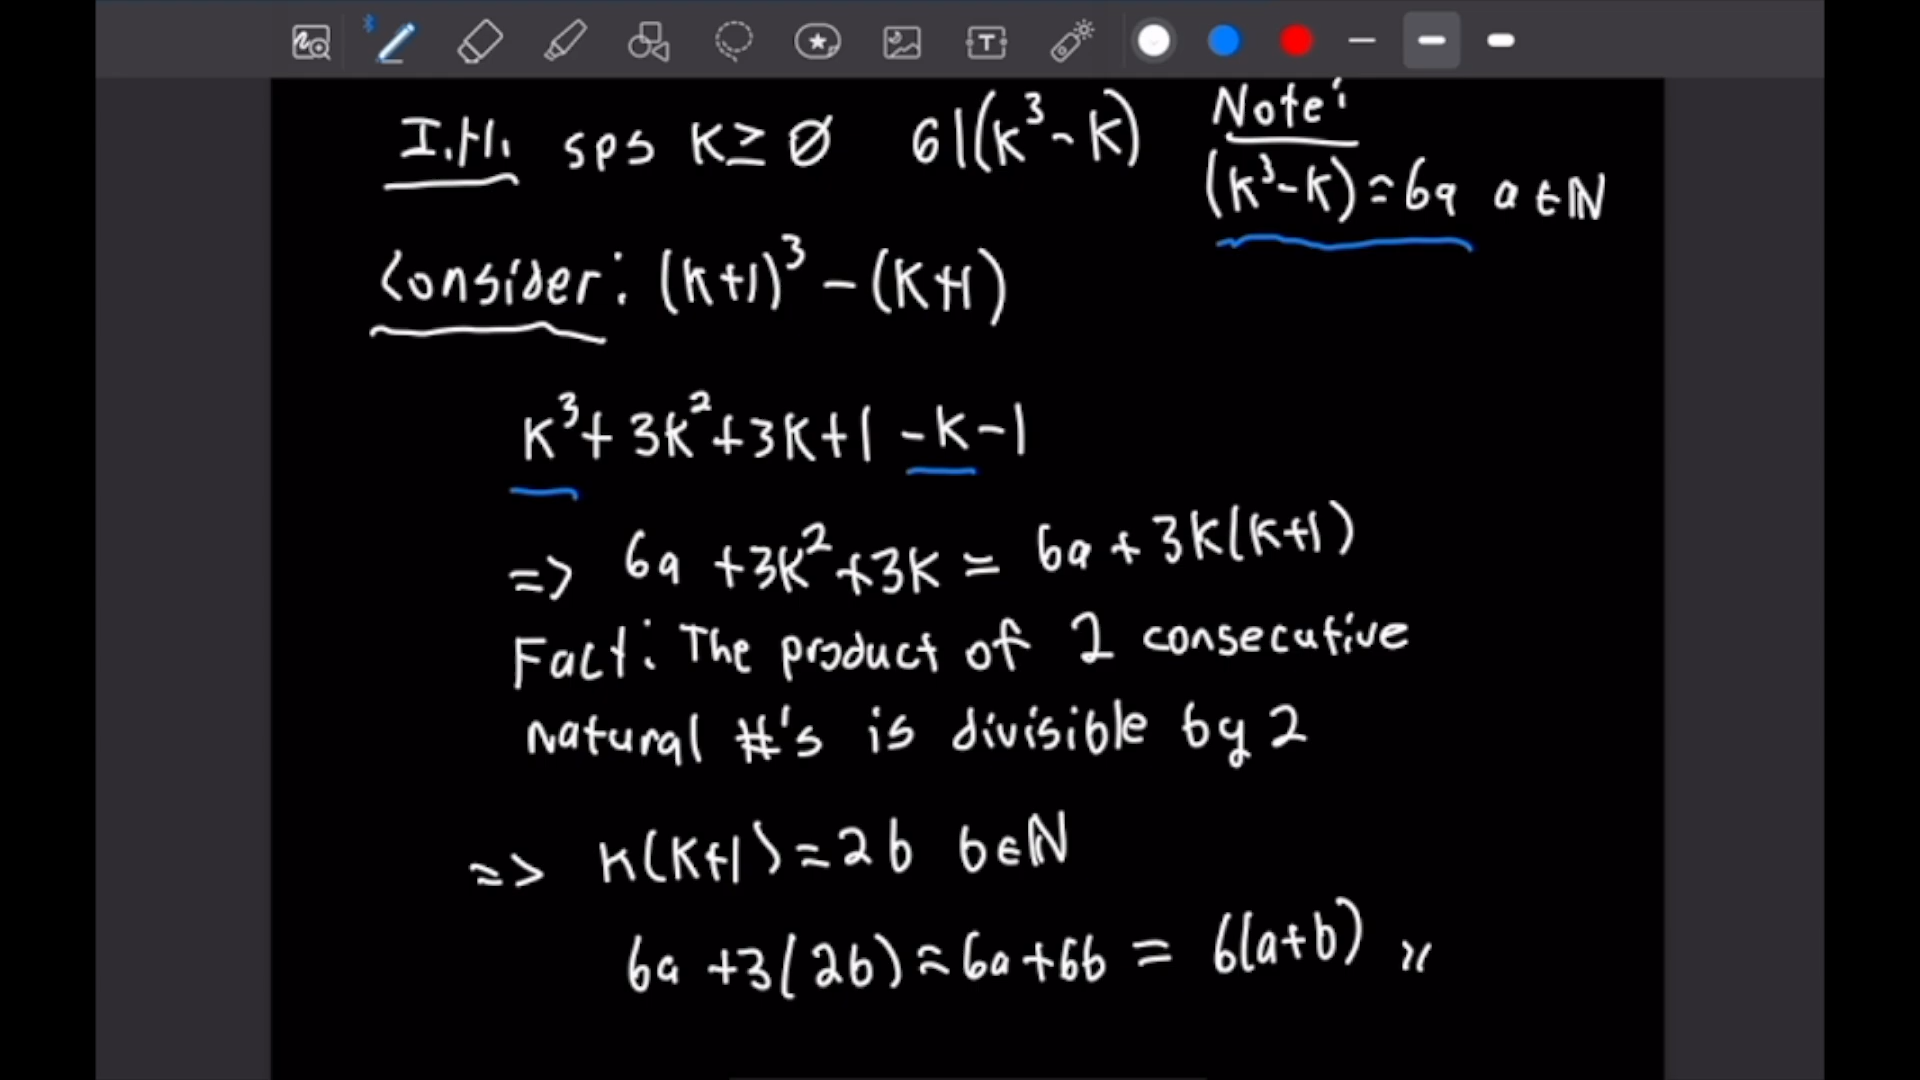 I.H. sps K ≥ 0 6|(k³-k) Note:
(k³-k)=6a a∈ℕ
Consider: (k+1)³-(k+1)
k³+3k²+3k+1-k-1
=> 6a+3k²+3k = 6a+3k(k+1)
Fact: The product of 2 consecutive
natural #'s is divisible by 2
=> k(k+1)=2b b∈ℕ
6a+3(2b)=6a+6b = 6(a+b) //